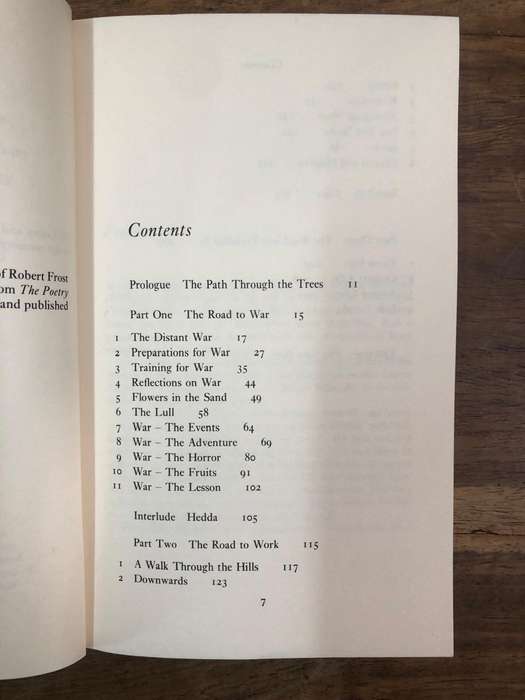 of Robert Frost
om The Poetry
and published
Contents
Prologue The Path Through the Trees 11
Part One The Road to War 15
1 The Distant War 17
2 Preparations for War 27
3 Training for War 35
4 Reflections on War 44
5 Flowers in the Sand 49
6 The Lull 58
7 War – The Events 64
8 War – The Adventure 69
9 War – The Horror 80
10 War – The Fruits 91
11 War – The Lesson 102
Interlude Hedda 105
Part Two The Road to Work 115
1 A Walk Through the Hills 117
2 Downwards 123
7